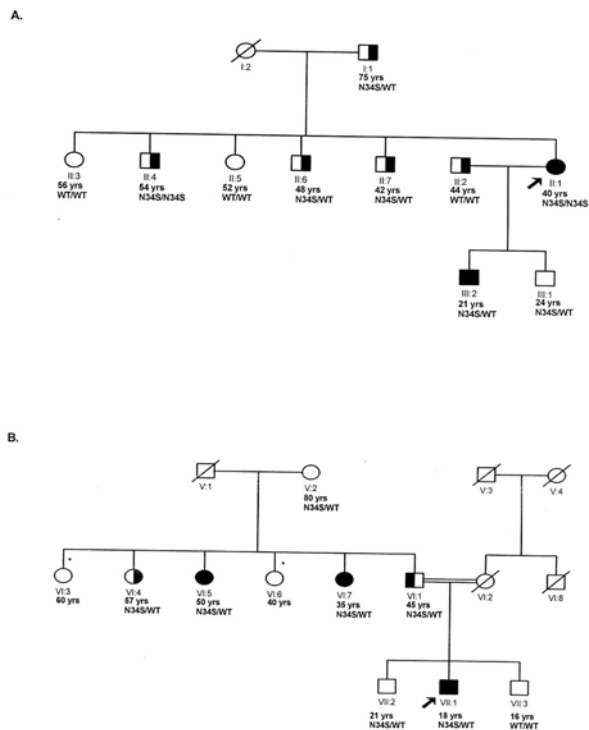 A.
I:2
I:1
75 yrs
N34S/WT
II:3
56 yrs
WT/WT
II:4
54 yrs
N34S/N34S
II:5
52 yrs
WT/WT
II:6
48 yrs
N34S/WT
II:7
42 yrs
N34S/WT
II:2
44 yrs
WT/WT
II:1
40 yrs
N34S/N34S
III:2
21 yrs
N34S/WT
III:1
24 yrs
N34S/WT
B.
V:1
V:2
80 yrs
N34S/WT
V:3
V:4
VI:3
60 yrs
VI:4
57 yrs
N34S/WT
VI:5
50 yrs
N34S/WT
VI:6
40 yrs
VI:7
35 yrs
N34S/WT
VI:1
45 yrs
N34S/WT
VI:2
VI:8
VII:2
21 yrs
N34S/WT
VII:1
18 yrs
N34S/WT
VII:3
16 yrs
WT/WT